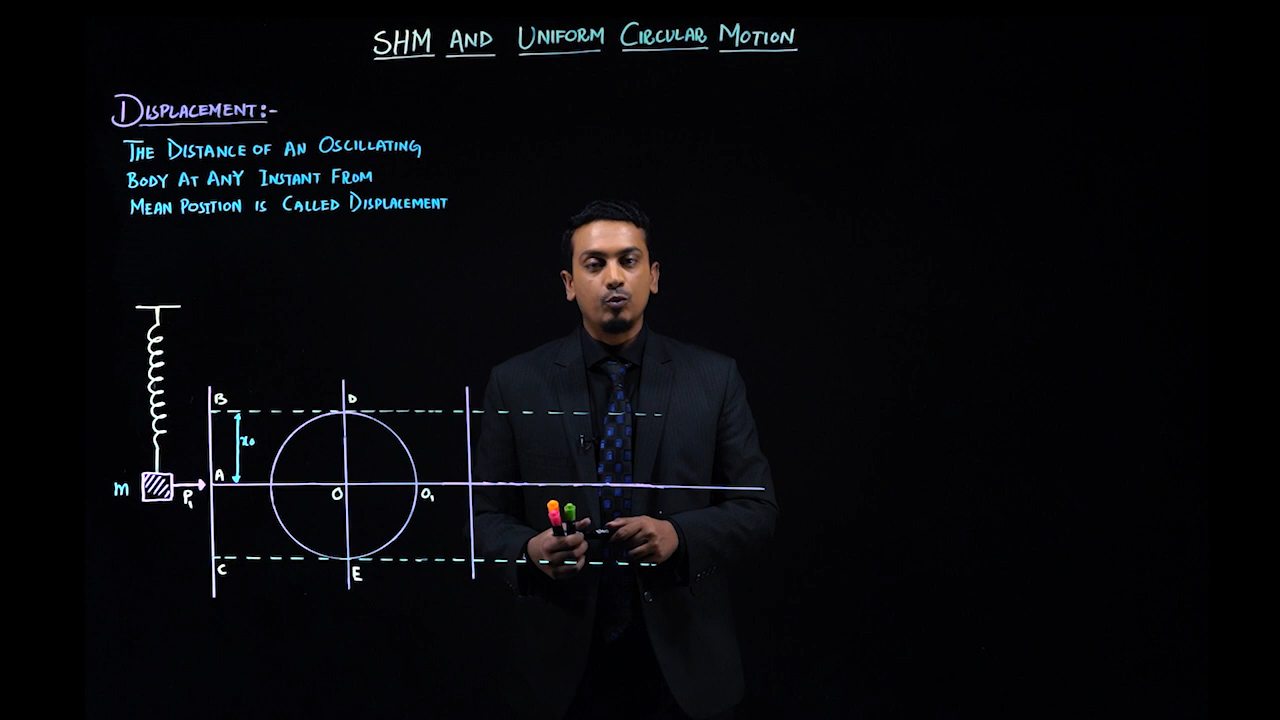 SHM AND UNIFORM CIRCULAR MOTION
DISPLACEMENT:-
THE DISTANCE OF AN OSCILLATING
BODY AT ANY INSTANT FROM
MEAN POSITION IS CALLED DISPLACEMENT
B
D
x₀
A
m
P₁
O
O₁
C
E